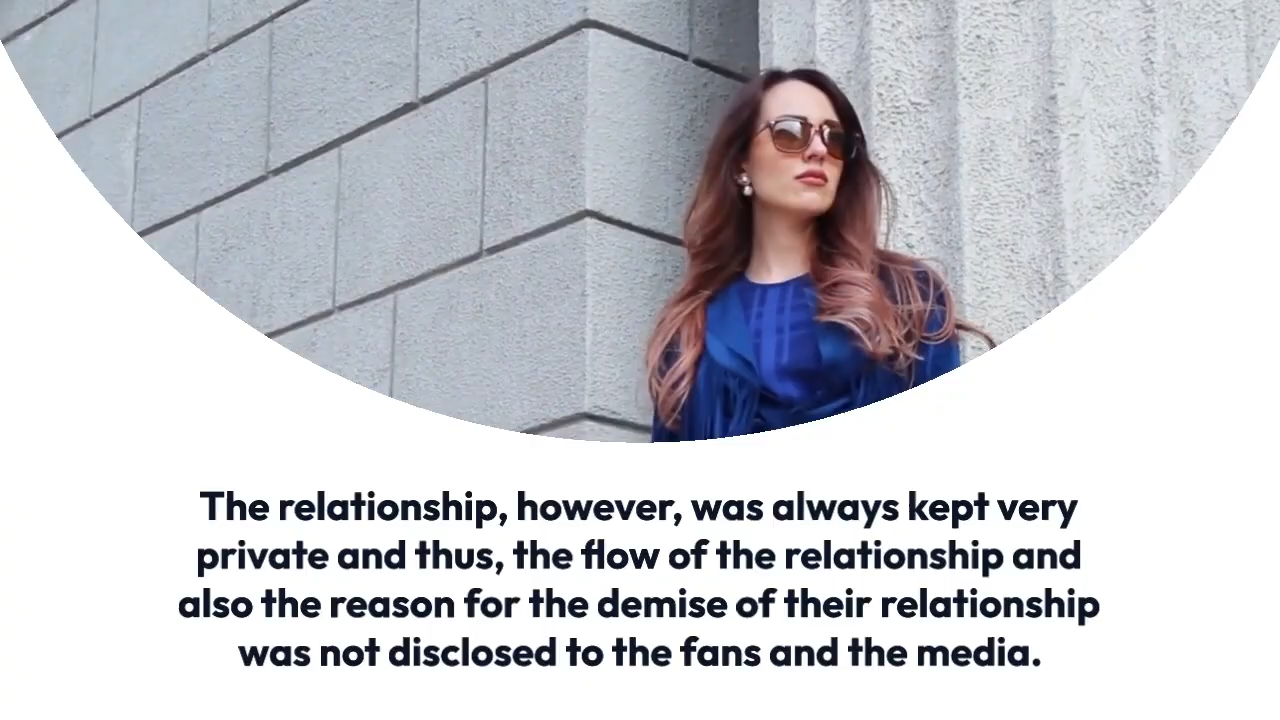 The relationship, however, was always kept very
private and thus, the flow of the relationship and
also the reason for the demise of their relationship
was not disclosed to the fans and the media.